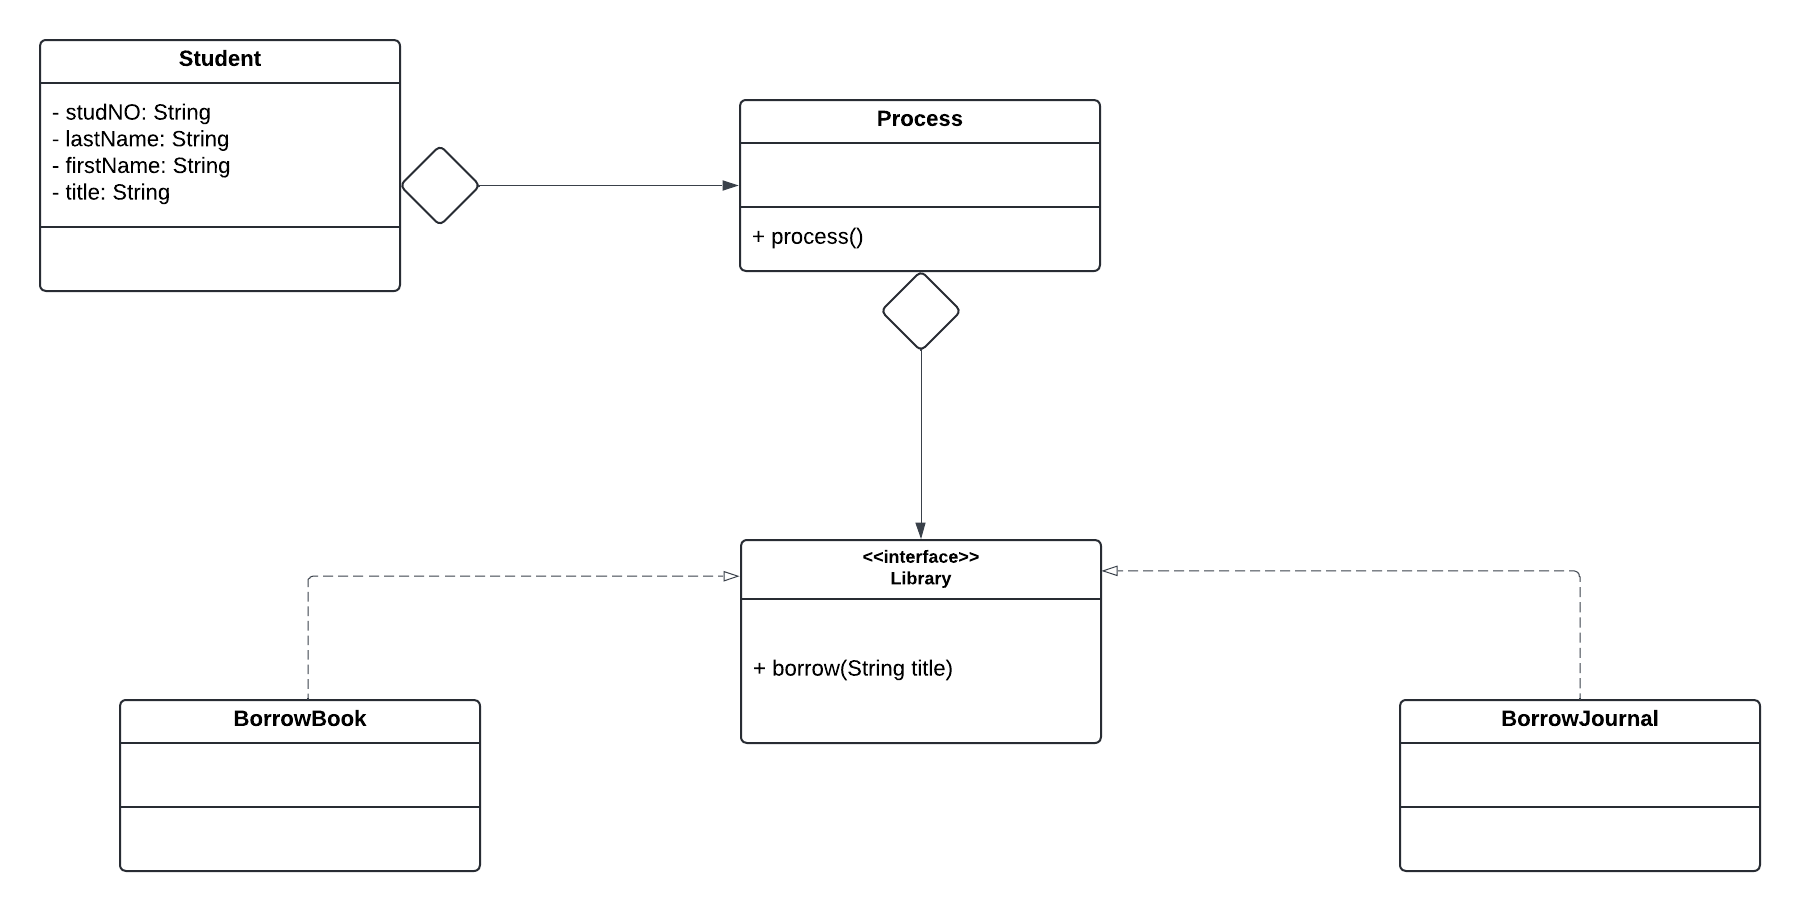 Student
- studNO: String
- lastName: String
- firstName: String
- title: String
Process
+ process()
<<interface>>
Library
+ borrow(String title)
BorrowBook
BorrowJournal